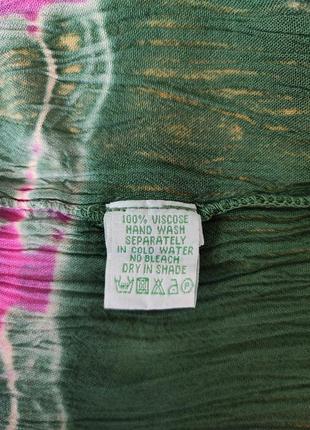 100% VISCOSE
HAND WASH
SEPARATELY
IN COLD WATER
NO BLEACH
DRY IN SHADE